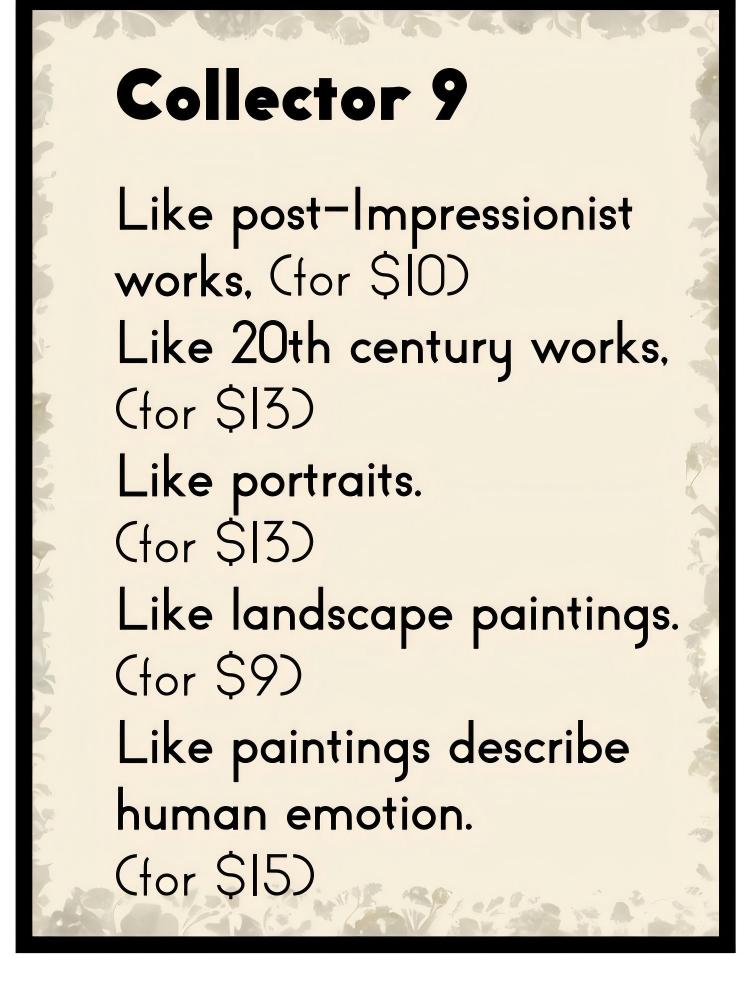 Collector 9
Like post-Impressionist
works, (for $10)
Like 20th century works,
(for $13)
Like portraits.
(for $13)
Like landscape paintings.
(for $9)
Like paintings describe
human emotion.
(for $15)